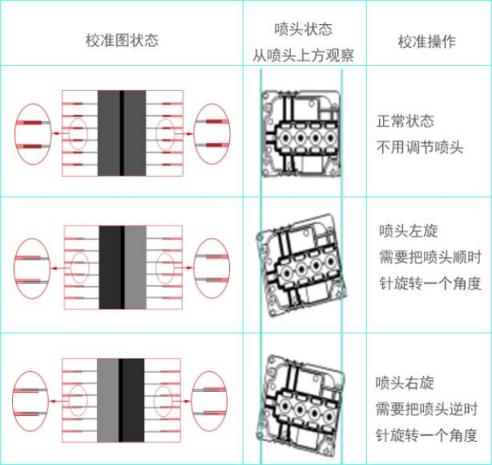 校准图状态
喷头状态
从喷头上方观察
校准操作
正常状态
不用调节喷头
喷头左旋
需要把喷头顺时
针旋转一个角度
喷头右旋
需要把喷头逆时
针旋转一个角度